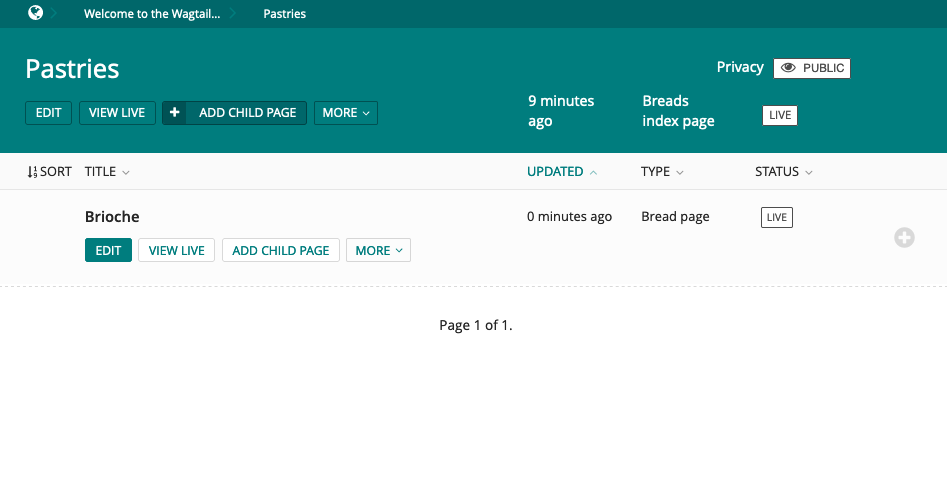 Welcome to the Wagtail... Pastries
Pastries
Privacy PUBLIC
EDIT VIEW LIVE ADD CHILD PAGE MORE
9 minutes
ago
Breads
index page
LIVE
SORT TITLE UPDATED TYPE STATUS
Brioche 0 minutes ago Bread page LIVE
EDIT VIEW LIVE ADD CHILD PAGE MORE
Page 1 of 1.